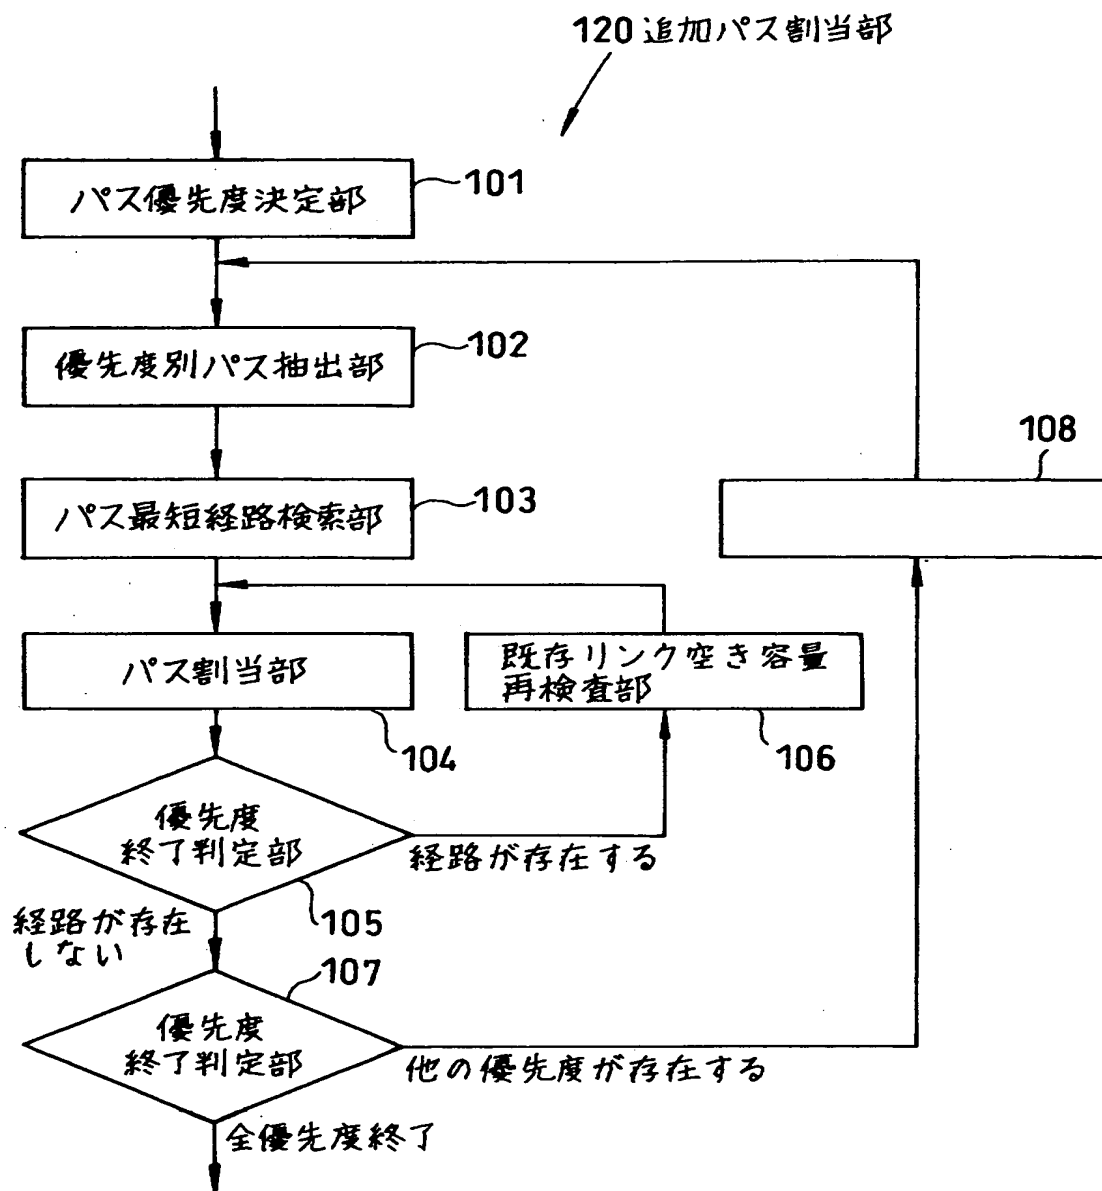 120 追加パス割当部
パス優先度決定部
101
優先度別パス抽出部
102
パス最短経路検索部
103
108
パス割当部
104
既存リンク空き容量
再検査部
106
優先度
終了判定部
105
経路が存在する
経路が存在
しない
107
優先度
終了判定部
他の優先度が存在する
全優先度終了